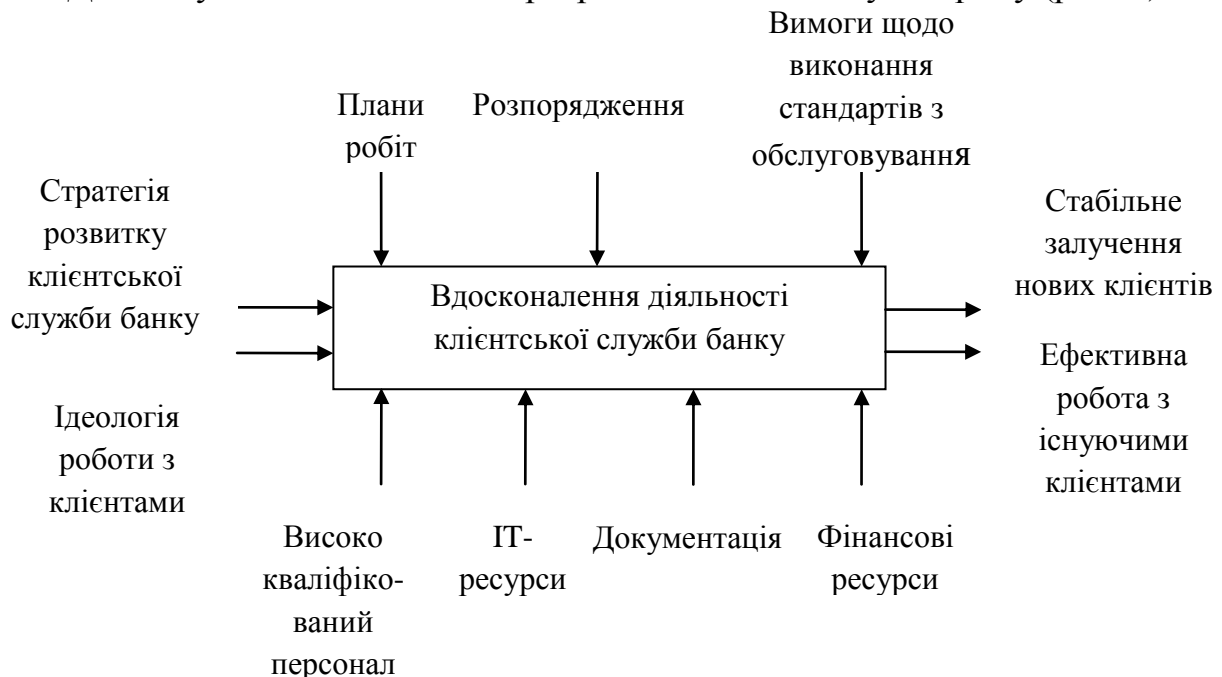 Вимоги щодо
виконання
стандартів з
обслуговування
Плани
робіт
Розпорядження
Стратегія
розвитку
клієнтської
служби банку
Ідеологія
роботи з
клієнтами
Вдосконалення діяльності
клієнтської служби банку
Стабільне
залучення
нових клієнтів
Ефективна
робота з
існуючими
клієнтами
Високо
кваліфіко-
ваний
персонал
ІТ-
ресурси
Документація
Фінансові
ресурси